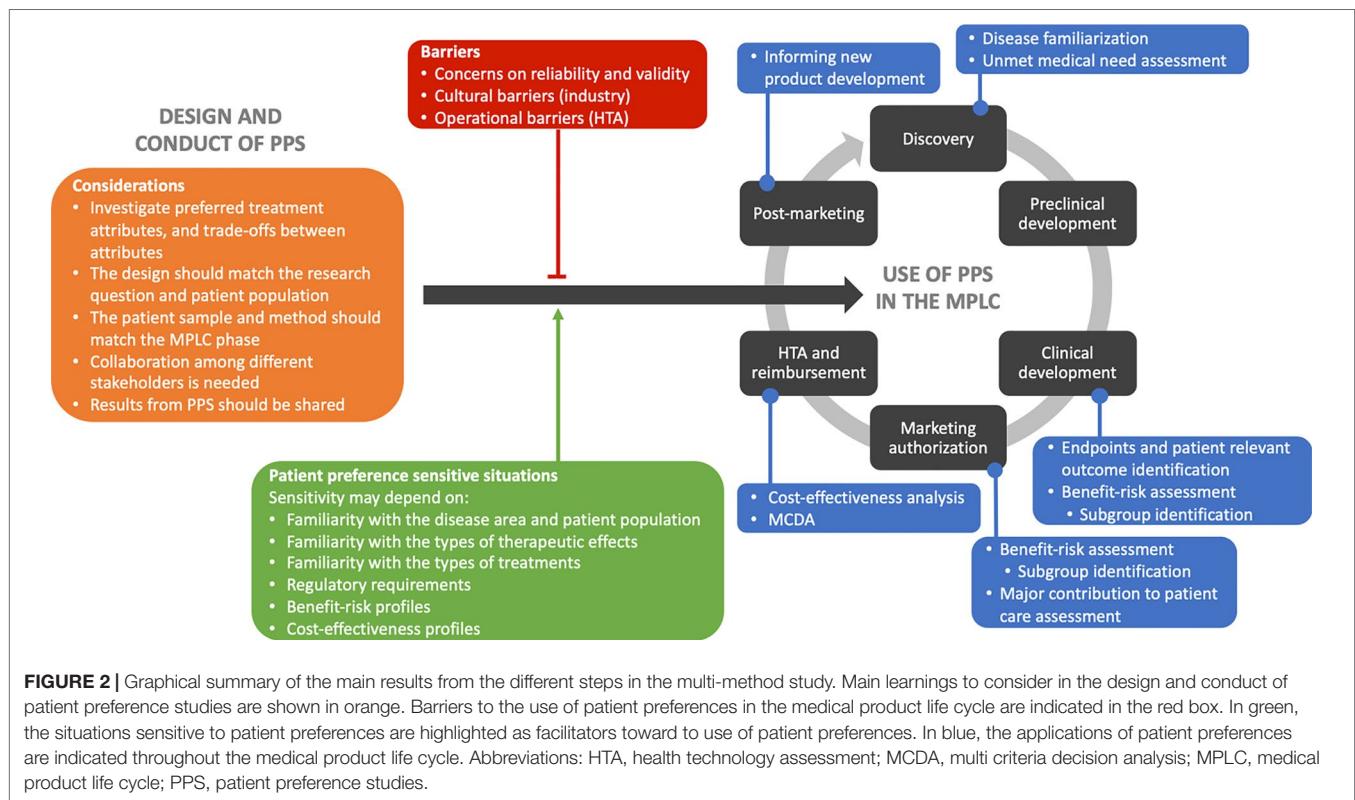 DESIGN AND
CONDUCT OF PPS
Considerations
• Investigate preferred treatment
attributes, and trade-offs between
attributes
• The design should match the research
question and patient population
• The patient sample and method should
match the MPLC phase
• Collaboration among different
stakeholders is needed
• Results from PPS should be shared
Barriers
• Concerns on reliability and validity
• Cultural barriers (industry)
• Operational barriers (HTA)
Patient preference sensitive situations
Sensitivity may depend on:
• Familiarity with the disease area and patient population
• Familiarity with the types of therapeutic effects
• Familiarity with the types of treatments
• Regulatory requirements
• Benefit-risk profiles
• Cost-effectiveness profiles
USE OF PPS
IN THE MPLC
• Disease familiarization
• Unmet medical need assessment
Discovery
Preclinical
development
Clinical
development
• Endpoints and patient relevant
outcome identification
• Benefit-risk assessment
• Subgroup identification
Marketing
authorization
• Benefit-risk assessment
• Subgroup identification
• Major contribution to patient
care assessment
HTA and
reimbursement
• Cost-effectiveness analysis
• MCDA
Post-marketing
• Informing new
product development
FIGURE 2 | Graphical summary of the main results from the different steps in the multi-method study. Main learnings to consider in the design and conduct of
patient preference studies are shown in orange. Barriers to the use of patient preferences in the medical product life cycle are indicated in the red box. In green,
the situations sensitive to patient preferences are highlighted as facilitators toward to use of patient preferences. In blue, the applications of patient preferences
are indicated throughout the medical product life cycle. Abbreviations: HTA, health technology assessment; MCDA, multi criteria decision analysis; MPLC, medical
product life cycle; PPS, patient preference studies.